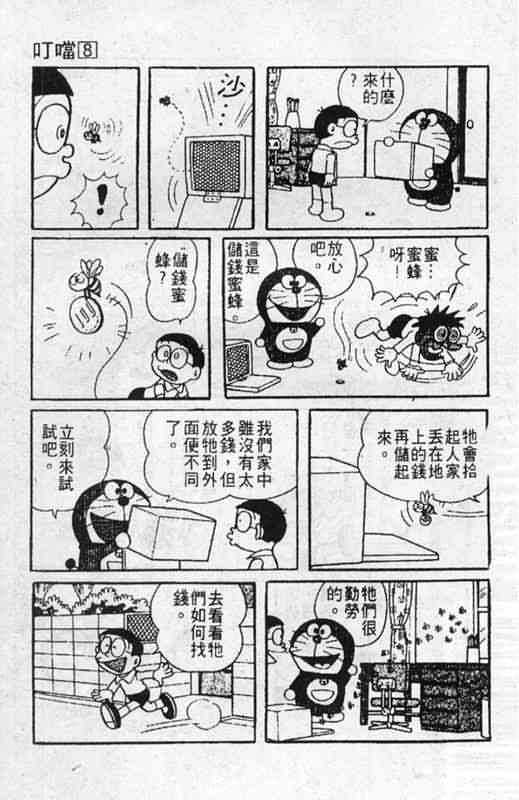 叮噹8
什麼
來的
?
沙…
!
蜜…
蜜蜂
呀!
放心
吧。
這是
儲錢蜜蜂。
儲錢蜜
蜂?
100
牠會拾
起人家
丟在地
上的錢
再儲起
來。
我們家中
雖沒有太
多錢,但
放牠到外
面便不同
了。
立刻來試
試吧。
牠們很
勤勞
的。
去看看牠
們如何找
錢。